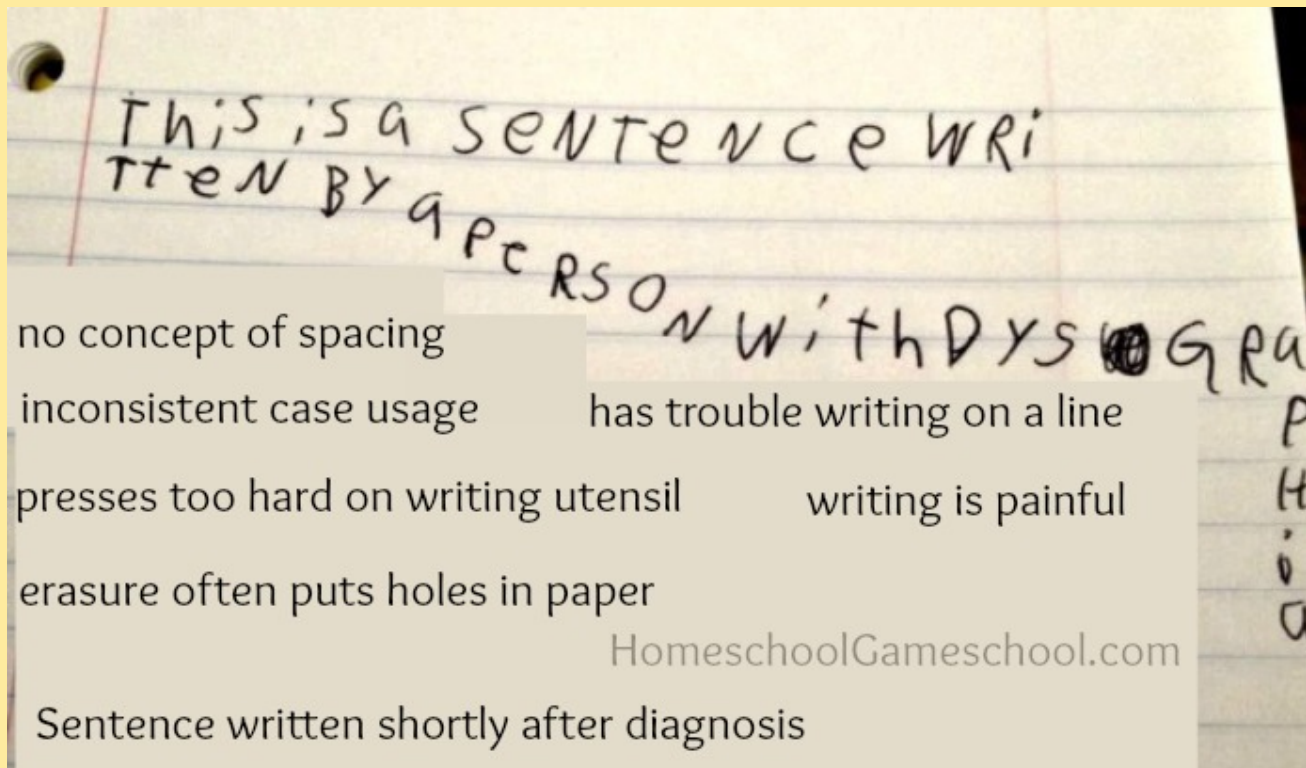 This is a SeNTeNCe WRi
TteN BY a PeRSON With DYS GRa
P
H
i
a
no concept of spacing
inconsistent case usage
has trouble writing on a line
presses too hard on writing utensil
writing is painful
erasure often puts holes in paper
HomeschoolGameschool.com
Sentence written shortly after diagnosis